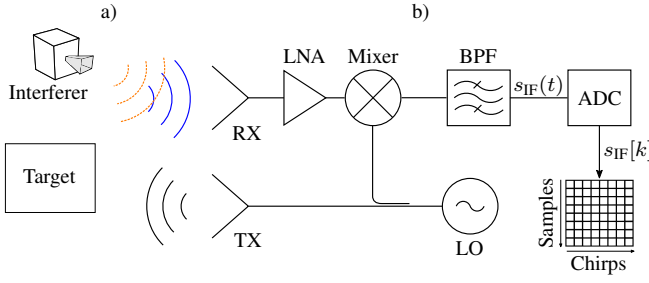 a)
b)
Interferer
Target
RX
LNA
Mixer
BPF
s_IF(t)
ADC
s_IF[k]
TX
LO
Samples
Chirps